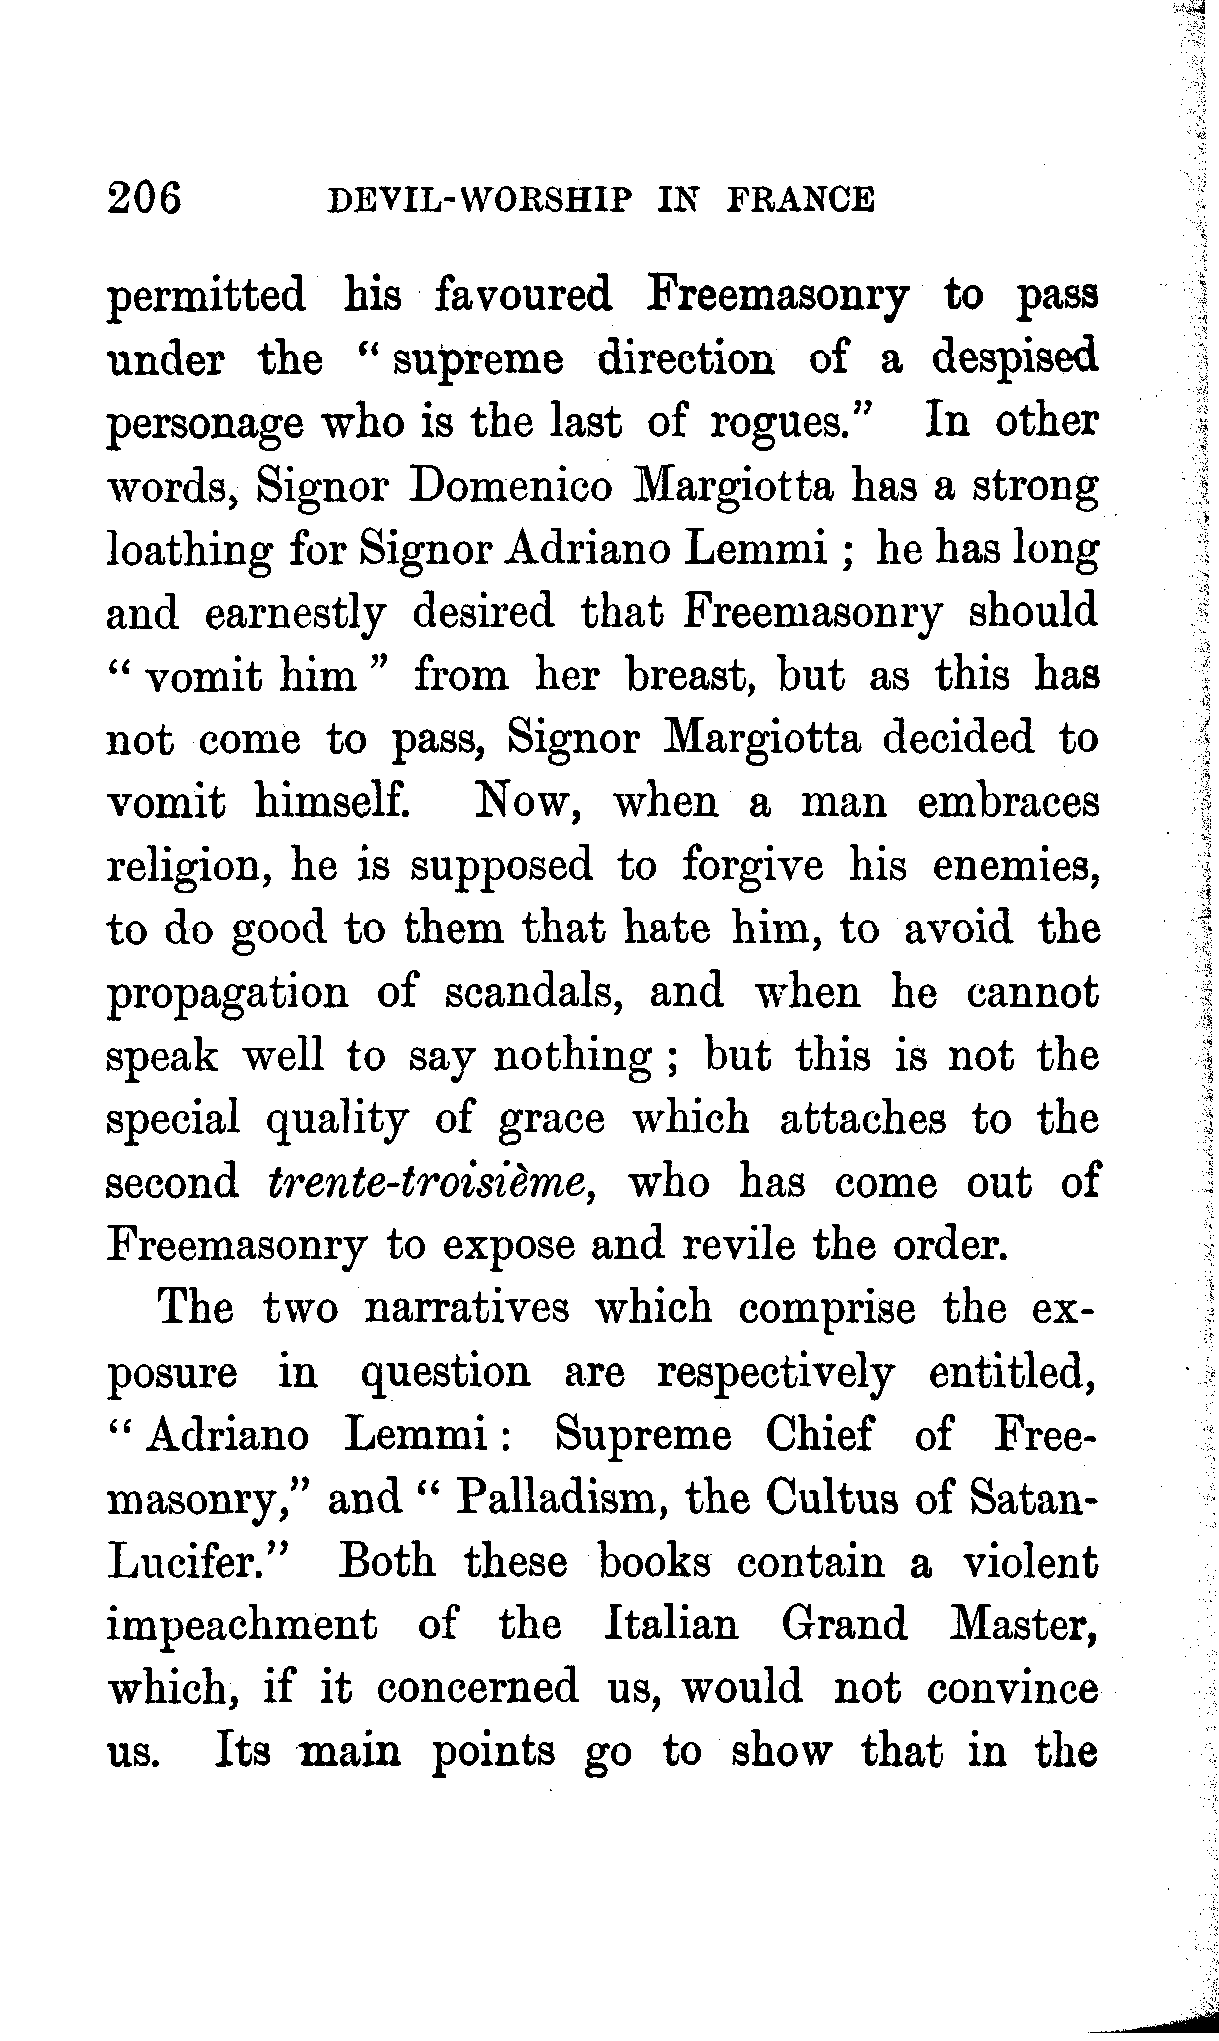 206 DEVIL-WORSHIP IN FRANCE
permitted his favoured Freemasonry to pass
under the “ supreme direction of a despised
personage who is the last of rogues.” In other
words, Signor Domenico Margiotta has a strong
loathing for Signor Adriano Lemmi ; he has long
and earnestly desired that Freemasonry should
“ vomit him ” from her breast, but as this has
not come to pass, Signor Margiotta decided to
vomit himself. Now, when a man embraces
religion, he is supposed to forgive his enemies,
to do good to them that hate him, to avoid the
propagation of scandals, and when he cannot
speak well to say nothing ; but this is not the
special quality of grace which attaches to the
second trente-troisième, who has come out of
Freemasonry to expose and revile the order.
The two narratives which comprise the ex-
posure in question are respectively entitled,
“ Adriano Lemmi : Supreme Chief of Free-
masonry,” and “ Palladism, the Cultus of Satan-
Lucifer.” Both these books contain a violent
impeachment of the Italian Grand Master,
which, if it concerned us, would not convince
us. Its main points go to show that in the